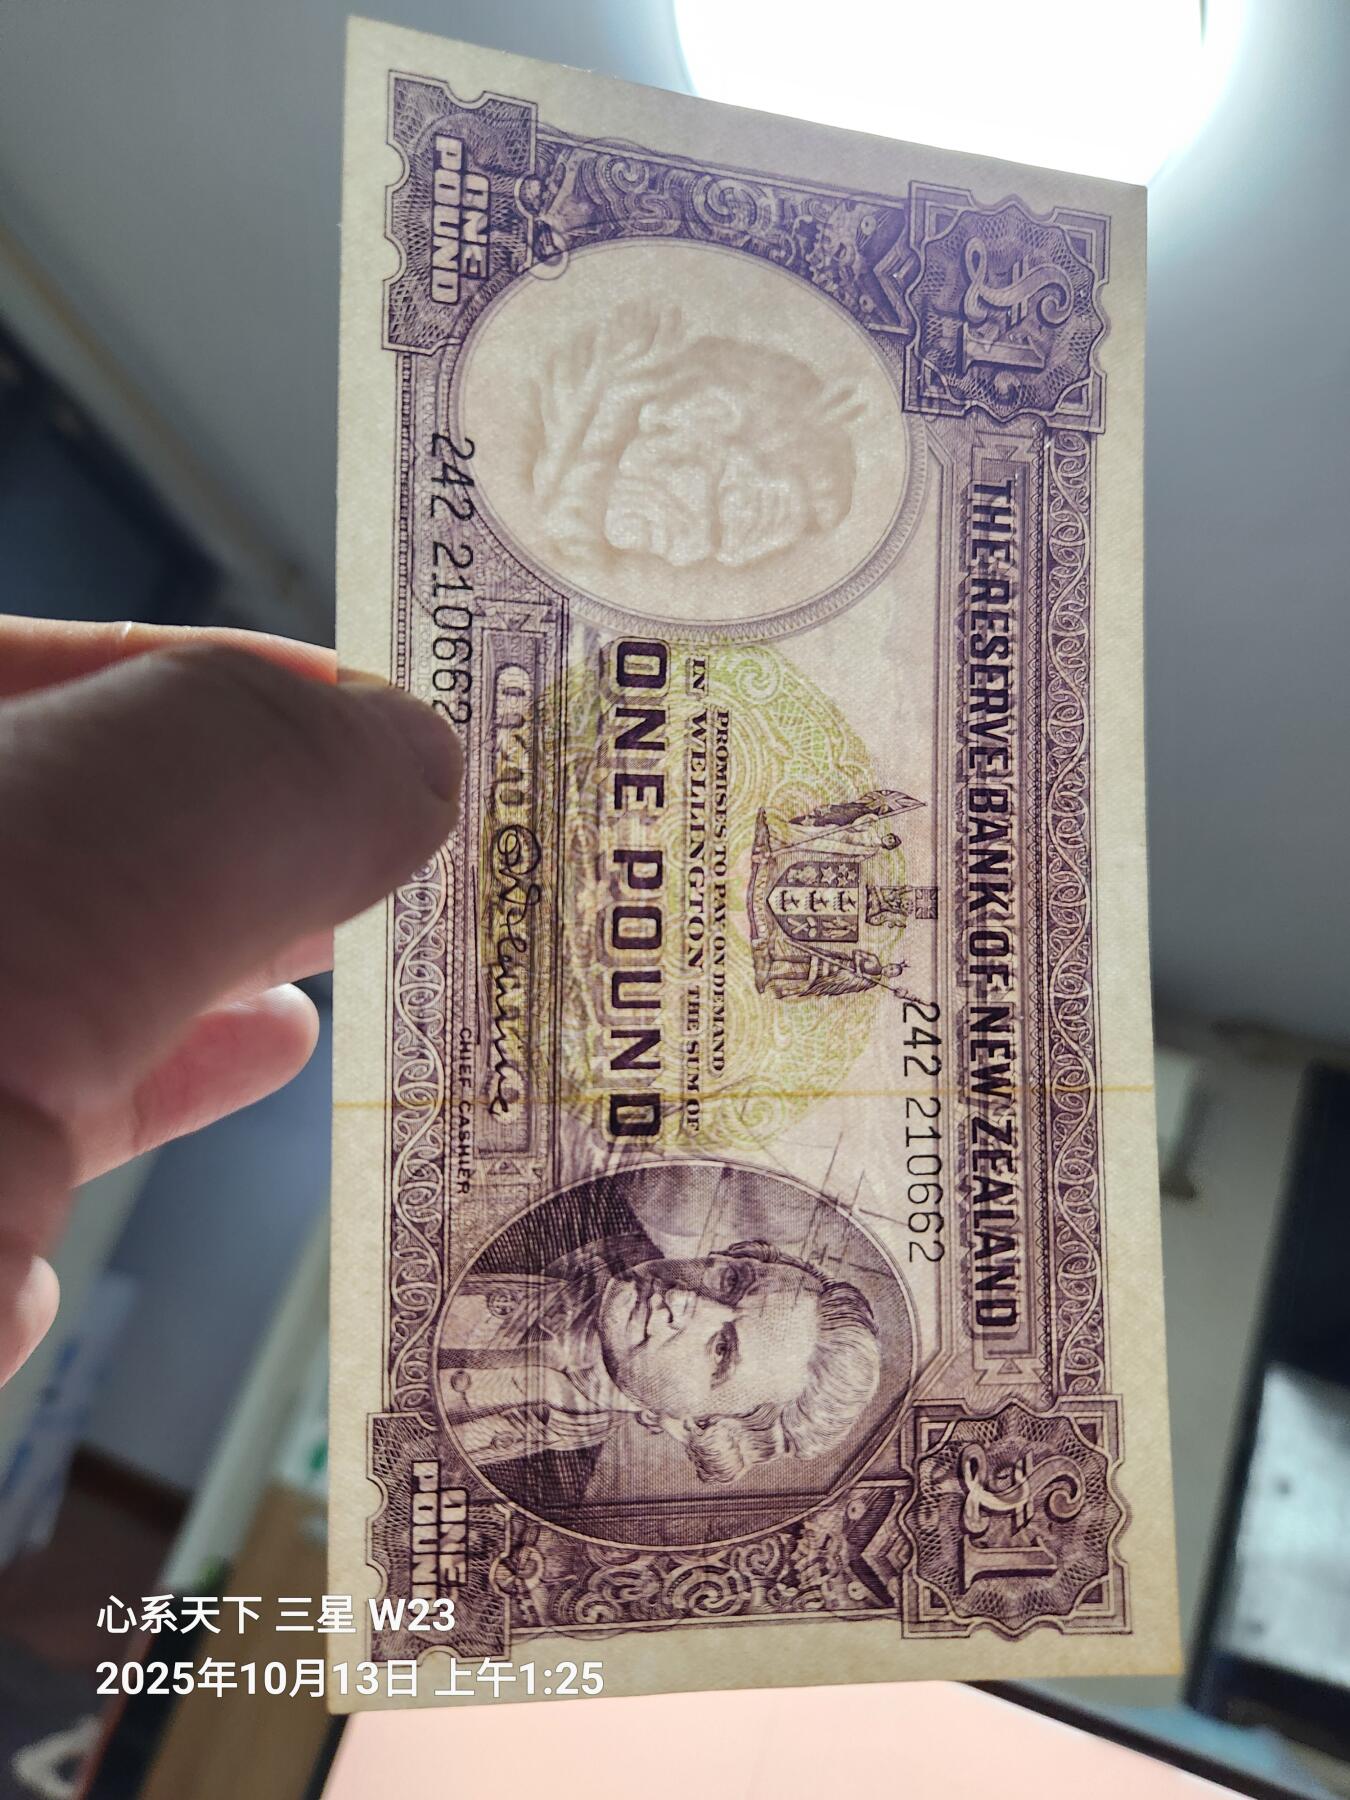 THE RESERVE BANK OF NEW ZEALAND
£1
£1
242 210662
PROMISES TO PAY ON DEMAND
IN WELLINGTON THE SUM OF
ONE POUND
242 210662
CHIEF CASHIER
ONE
POUND
ONE
POUND
心系天下 三星 W23
2025年10月13日 上午1:25